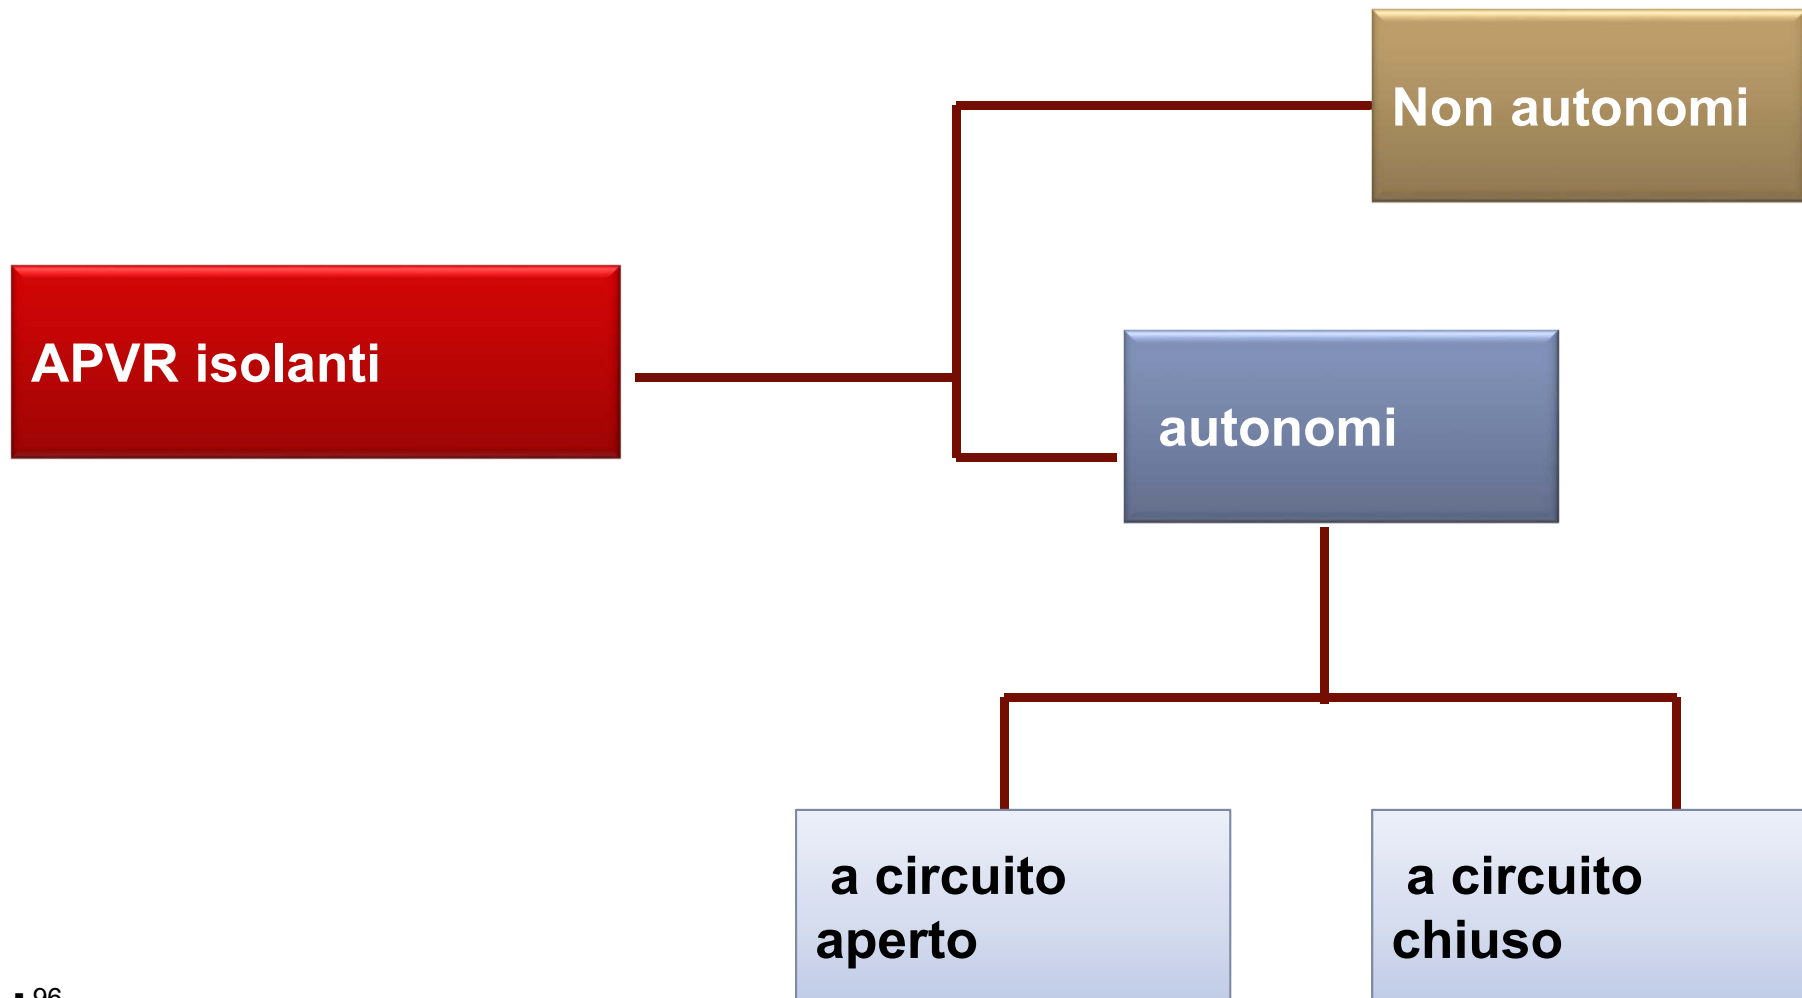 Non autonomi
APVR isolanti
autonomi
a circuito
aperto
a circuito
chiuso
▪ 96